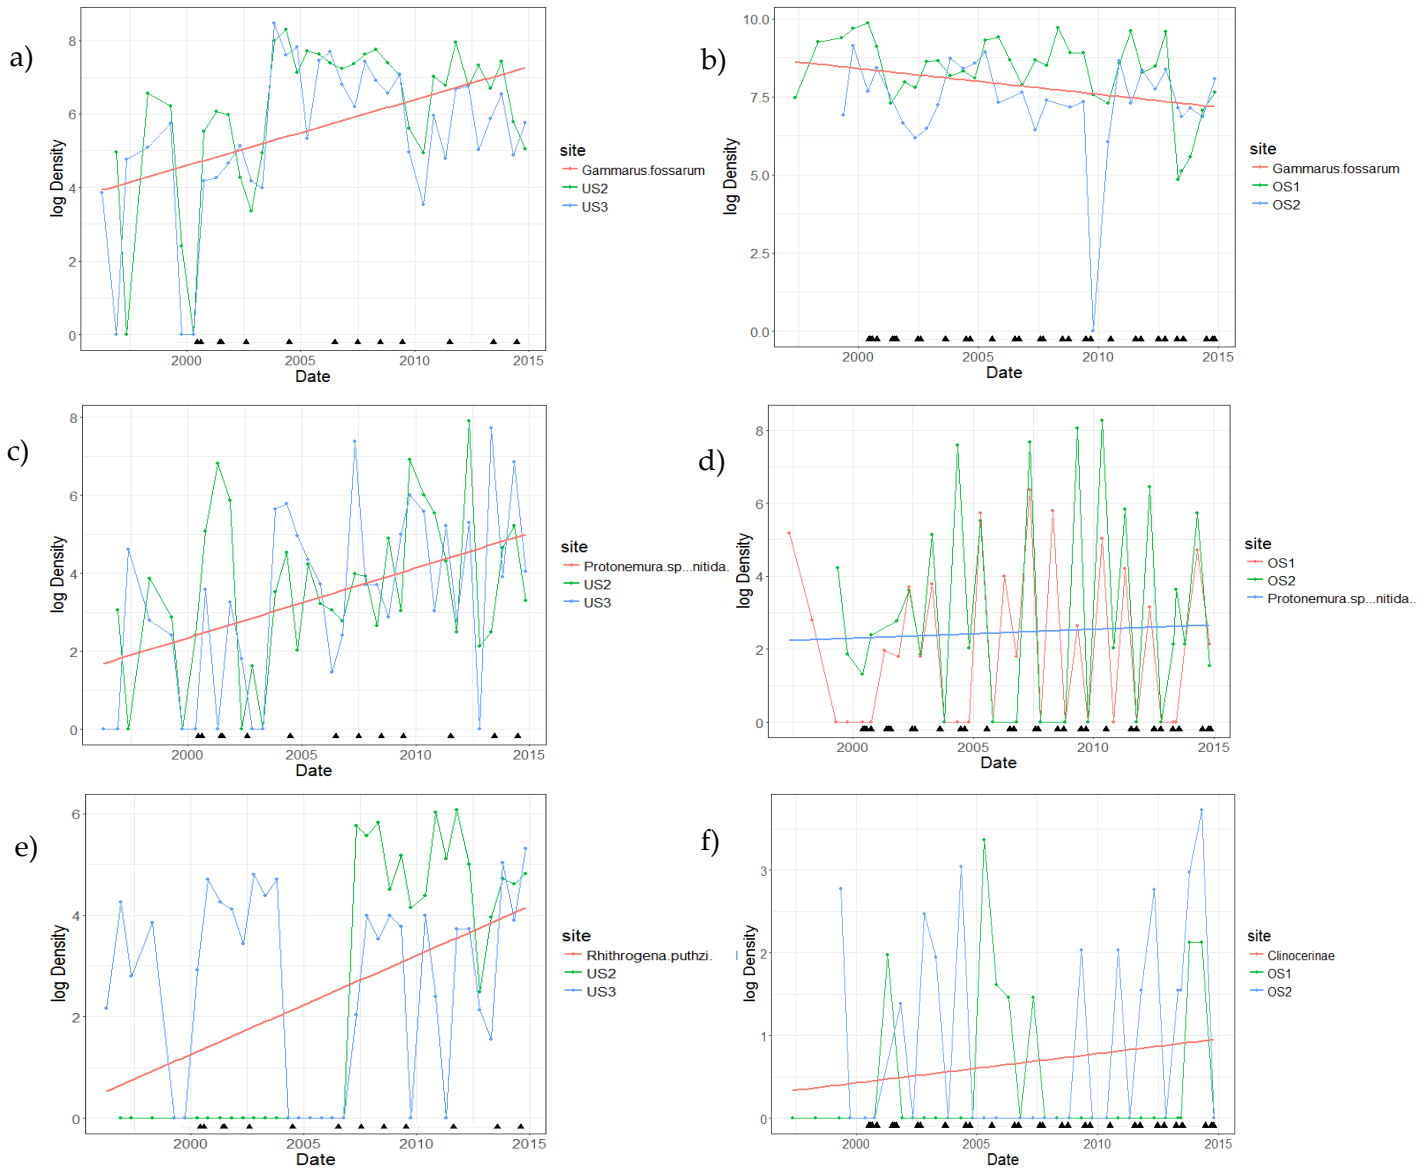 a)
log Density
8
6
4
2
0
2000
2005
2010
2015
Date
site
Gammarus.fossarum
US2
US3
b)
log Density
10.0
7.5
5.0
2.5
0.0
2000
2005
2010
2015
Date
site
Gammarus.fossarum
OS1
OS2
c)
log Density
8
6
4
2
0
2000
2005
2010
2015
Date
site
Protonemura.sp...nitida.
US2
US3
d)
log Density
8
6
4
2
0
2000
2005
2010
2015
Date
site
OS1
OS2
Protonemura.sp...nitida..
e)
log Density
6
4
2
0
2000
2005
2010
2015
Date
site
Rhithrogena.puthzi.
US2
US3
f)
log Density
3
2
1
0
2000
2005
2010
2015
Date
site
Clinocerinae
OS1
OS2